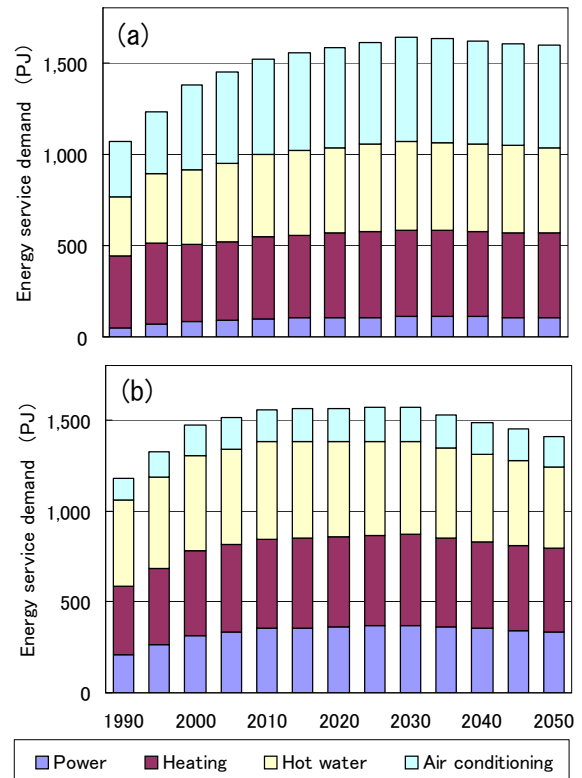 (a)
Energy service demand (PJ)
1,500
1,000
500
0
(b)
Energy service demand (PJ)
1,500
1,000
500
0
1990 2000 2010 2020 2030 2040 2050
Power Heating Hot water Air conditioning